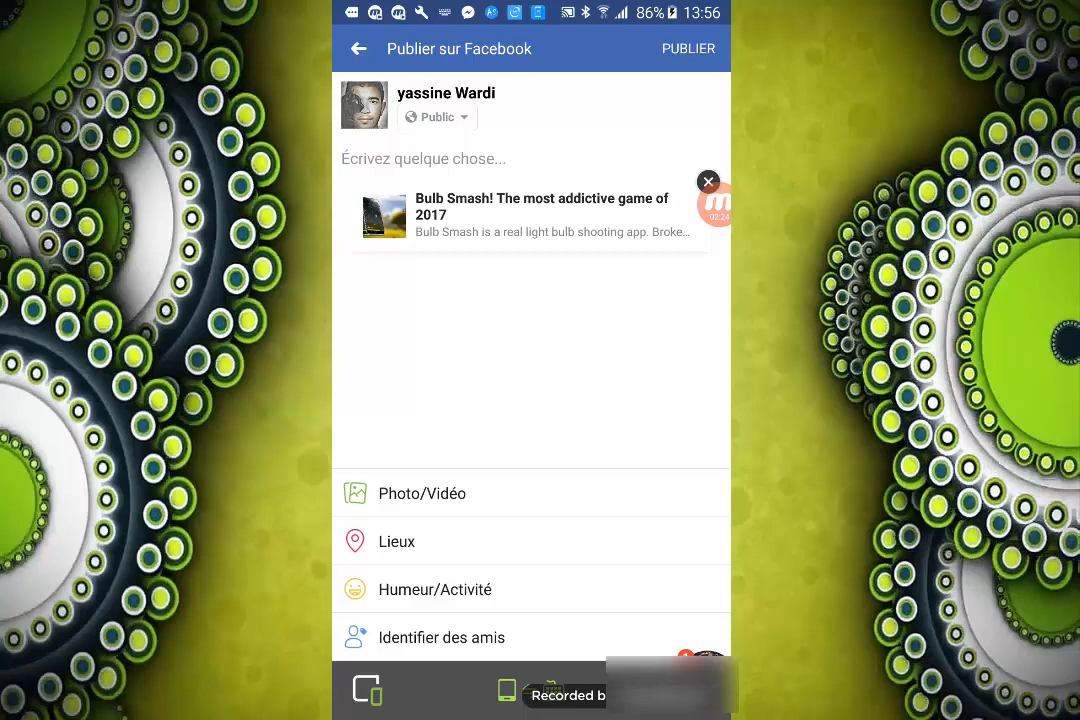 86% 13:56
Publier sur Facebook
PUBLIER
yassine Wardi
Public
Écrivez quelque chose...
Bulb Smash! The most addictive game of
2017
Bulb Smash is a real light bulb shooting app. Broke...
02:24
Photo/Vidéo
Lieux
Humeur/Activité
Identifier des amis
Recorded b